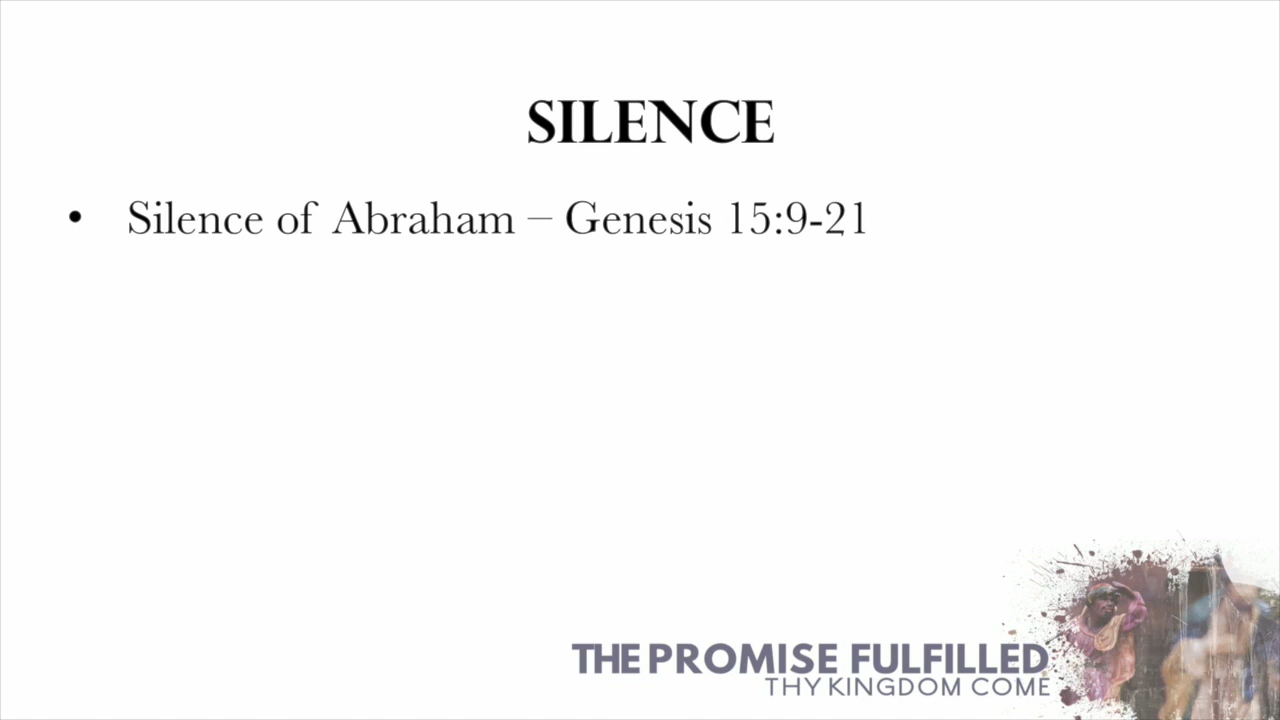 SILENCE
• Silence of Abraham – Genesis 15:9-21
THE PROMISE FULFILLED
THY KINGDOM COME